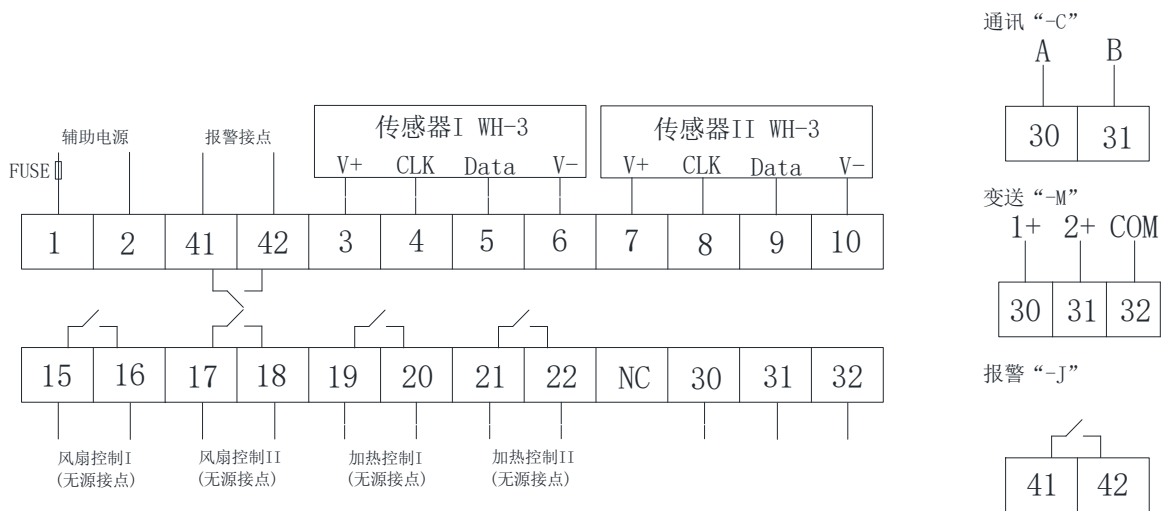 通讯“-C”
A B
30 31
传感器I WH-3 传感器II WH-3
辅助电源 报警接点
FUSE V+ CLK Data V- V+ CLK Data V-
1 2 41 42 3 4 5 6 7 8 9 10
变送“-M”
1+ 2+ COM
30 31 32
15 16 17 18 19 20 21 22 NC 30 31 32
风扇控制I 风扇控制II 加热控制I 加热控制II
(无源接点) (无源接点) (无源接点) (无源接点)
报警“-J”
41 42